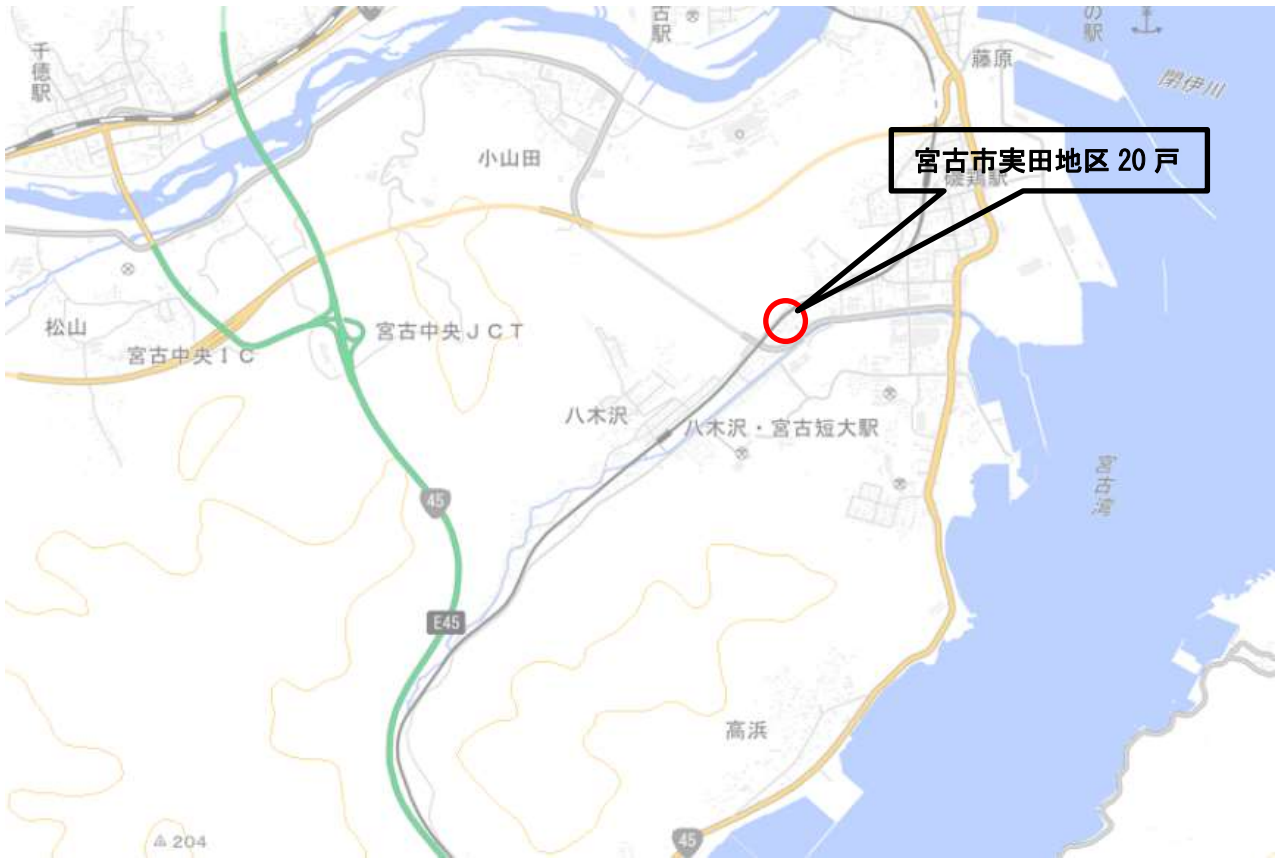 古駅
の駅
千徳駅
藤原
閉伊川
小山田
宮古市実田地区 20 戸
磯鶏駅
松山
宮古中央IC
宮古中央JCT
八木沢
八木沢・宮古短大駅
宮古湾
45
E45
高浜
204
45